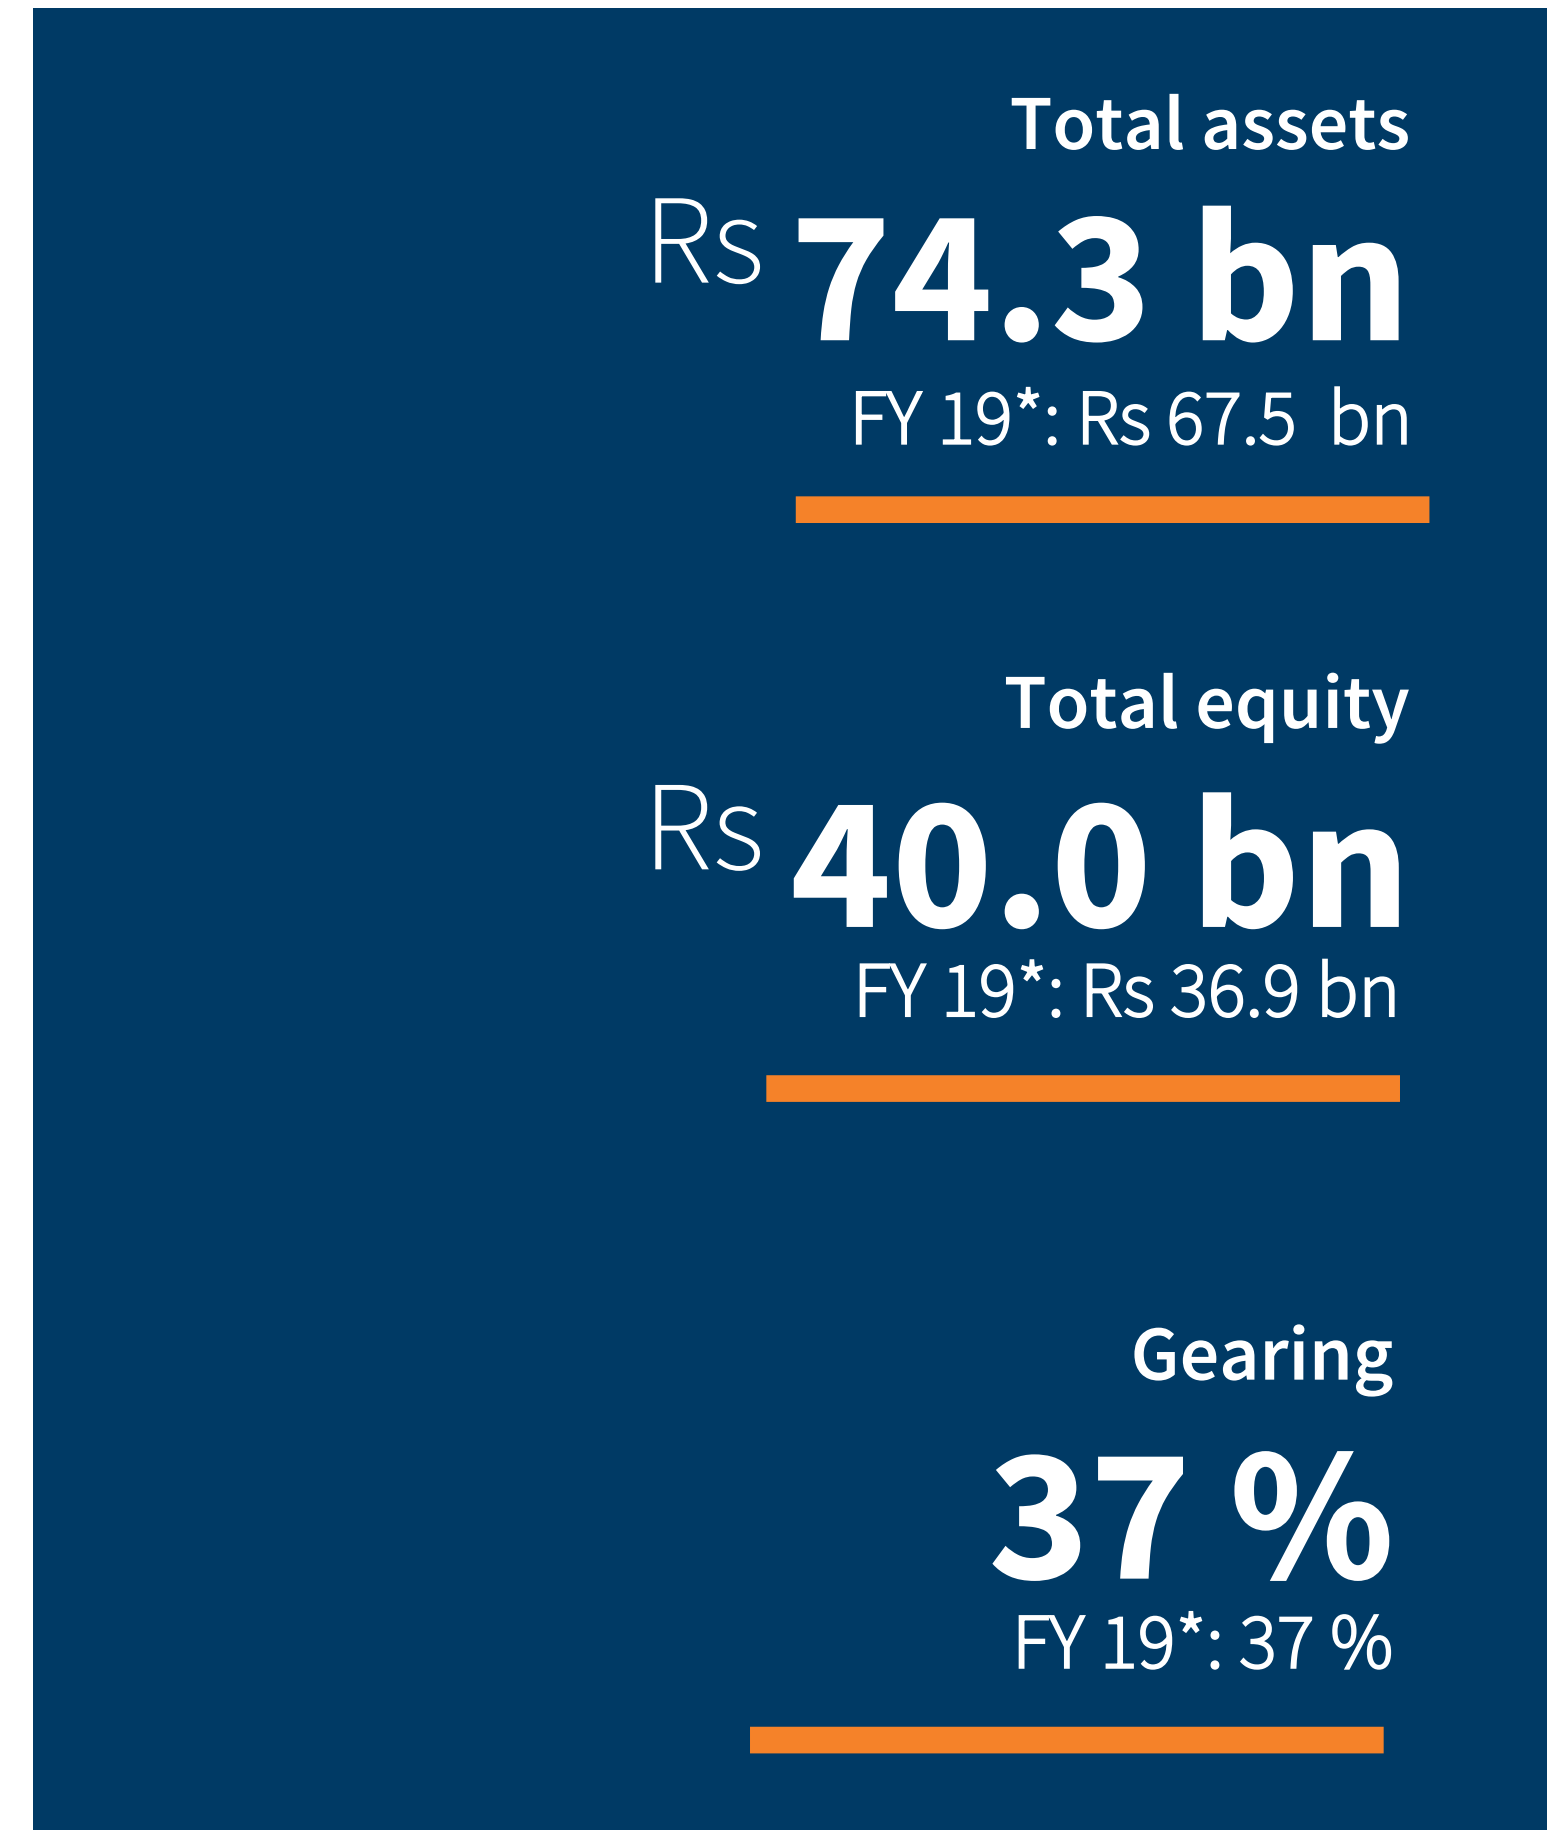 Total assets
Rs 74.3 bn
FY 19*: Rs 67.5 bn
Total equity
Rs 40.0 bn
FY 19*: Rs 36.9 bn
Gearing
37 %
FY 19*: 37 %